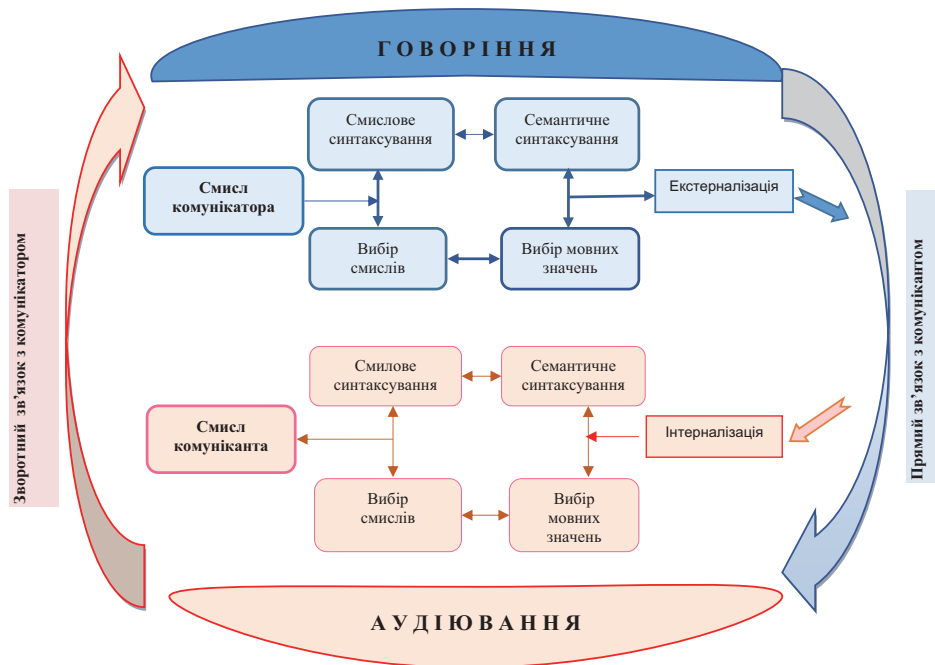 ГОВОРІННЯ
Смислове
синтаксування
Семантичне
синтаксування
Смисл
комунікатора
Екстерналізація
Вибір
смислів
Вибір мовних
значень
Зворотний зв’язок з комунікатором
Прямий зв’язок з комунікантом
Смилове
синтаксування
Семантичне
синтаксування
Смисл
комуніканта
Інтерналізація
Вибір
смислів
Вибір
мовних
значень
АУДІЮВАННЯ